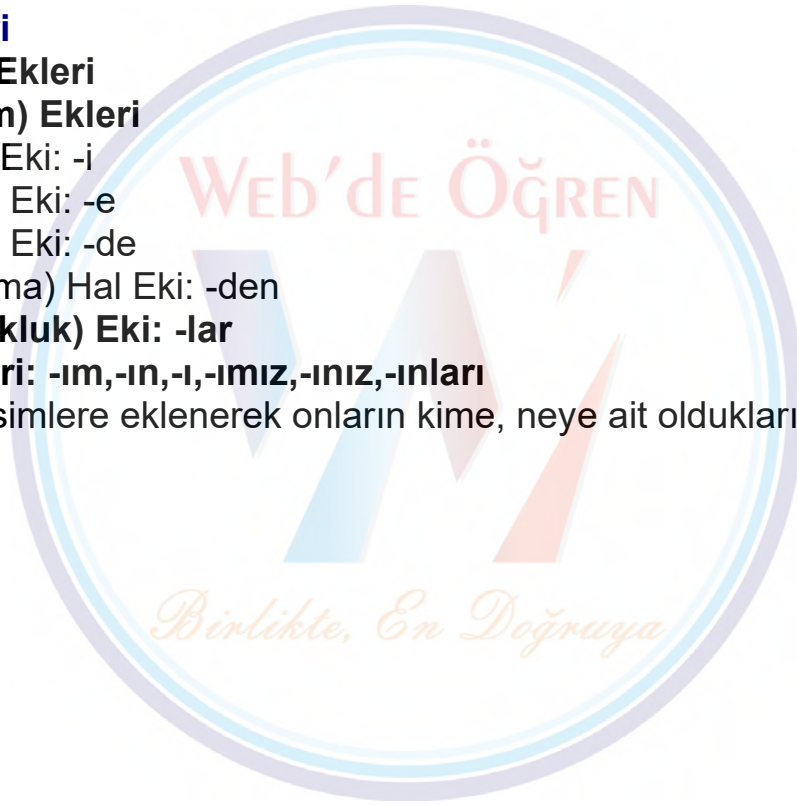 i
Ekleri
m) Ekleri
Eki: -i
Eki: -e
Eki: -de
ma) Hal Eki: -den
kluk) Eki: -lar
ri: -ım,-ın,-ı,-ımız,-ınız,-ınları
simlere eklenerek onların kime, neye ait oldukları
Web'de Öğren
Birlikte, En Doğruya